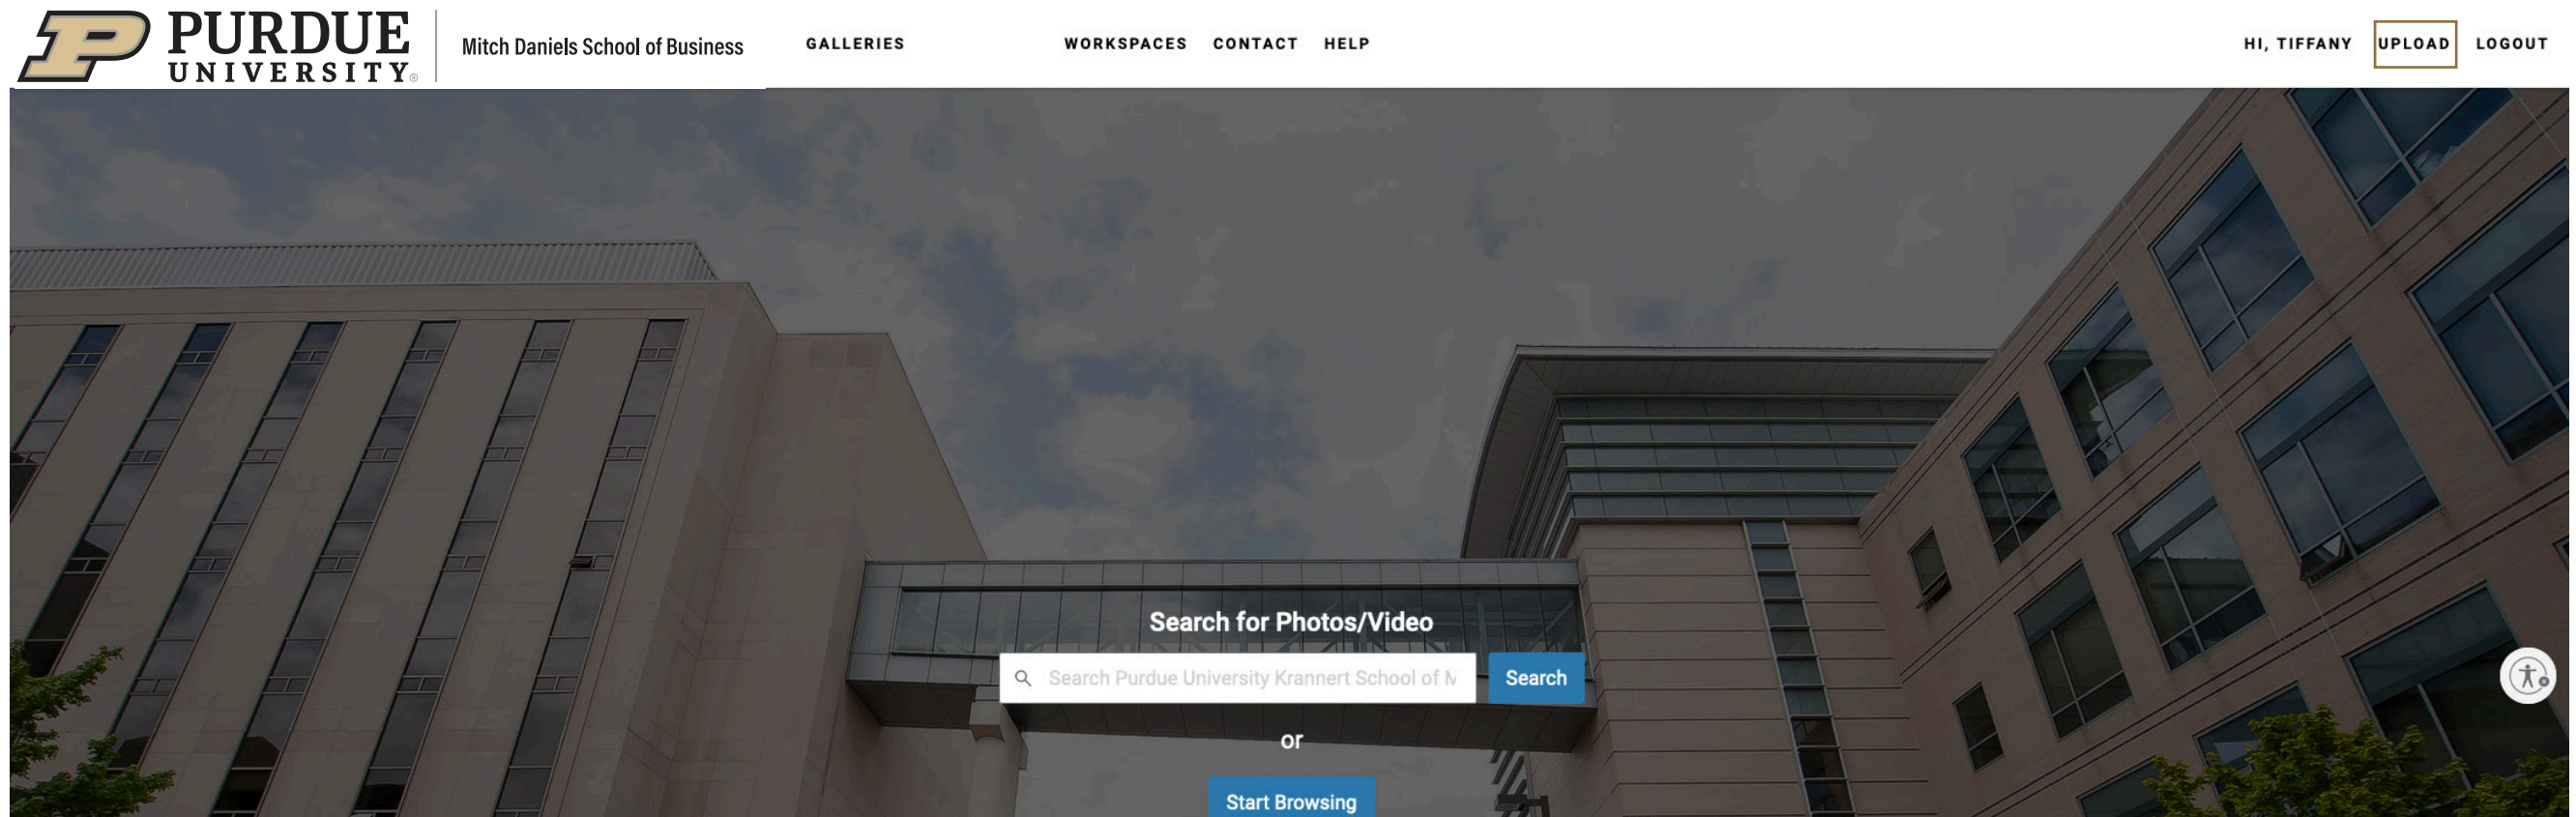 PURDUE
UNIVERSITY®
Mitch Daniels School of Business
GALLERIES
WORKSPACES
CONTACT
HELP
HI, TIFFANY
UPLOAD
LOGOUT
Search for Photos/Video
Search Purdue University Krannert School of M
Search
or
Start Browsing